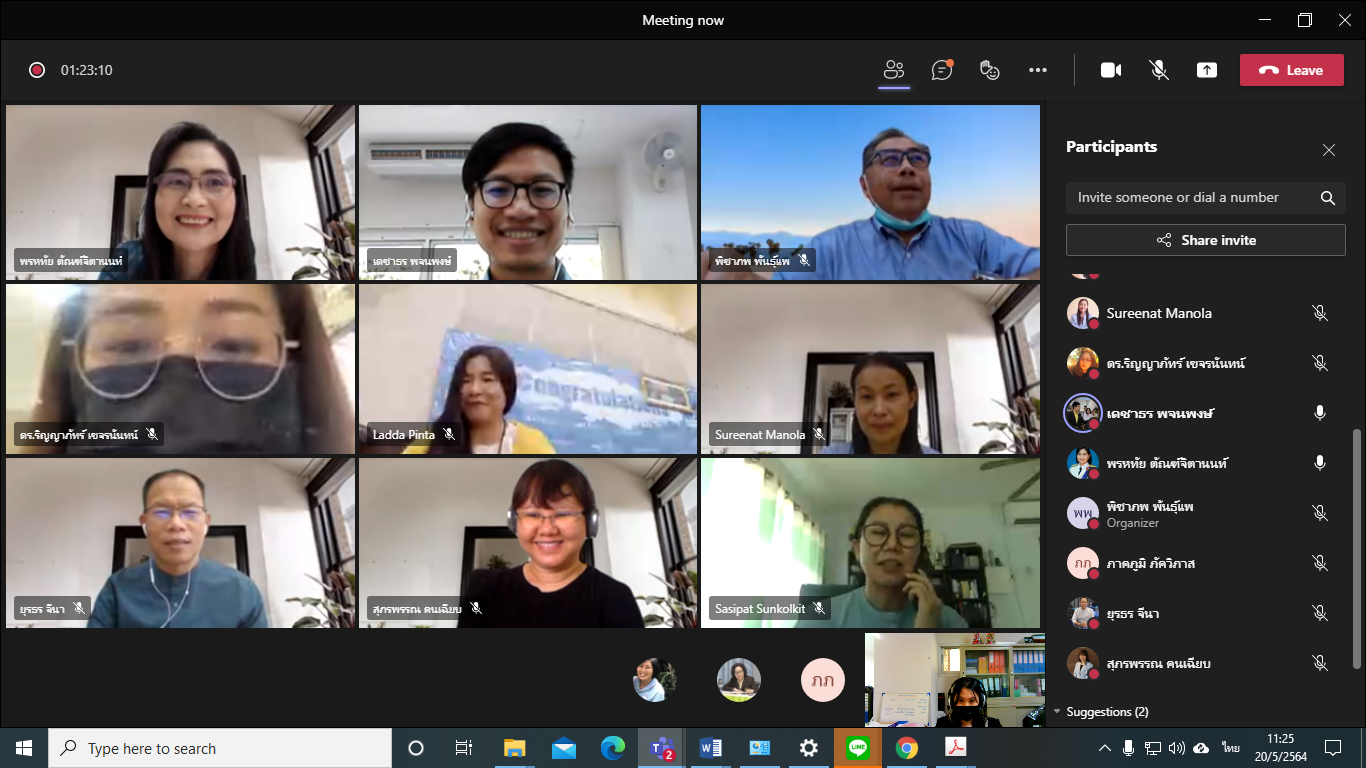 Meeting now
01:23:10
Leave
พรหทัย ตัณฑ์จิตานนท์
เดชาธร พจนพงษ์
พิชาภพ พันธุ์แพ
ดร.ริญญาภัทร์ เขจรนันทน์
Congratulations
Ladda Pinta
Sureenat Manola
ยุรธร จีนา
สุภรพรรณ คนเฉียบ
Sasipat Sunkolkit
ภภ
Participants
Invite someone or dial a number
Share invite
Sureenat Manola
ดร.ริญญาภัทร์ เขจรนันทน์
เดชาธร พจนพงษ์
พรหทัย ตัณฑ์จิตานนท์
พพ
พิชาภพ พันธุ์แพ
Organizer
ภภ
ภาคภูมิ ภัควิภาส
ยุรธร จีนา
สุภรพรรณ คนเฉียบ
Suggestions (2)
Type here to search
2
ไทย
11:25
20/5/2564